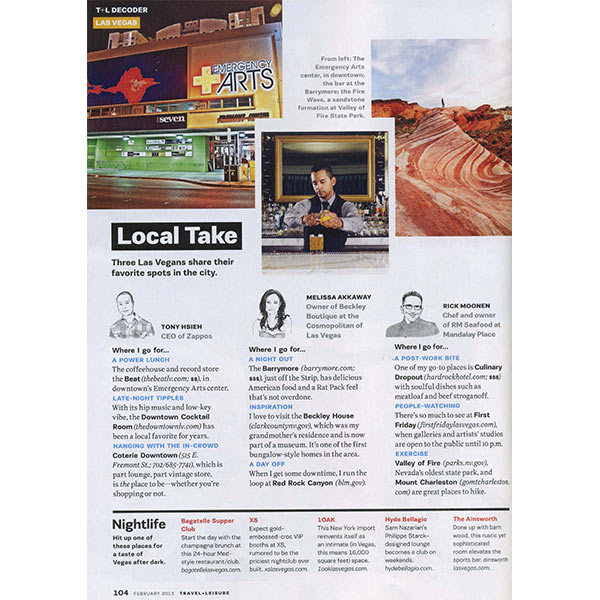 T+L DECODER
LAS VEGAS
EMERGENCY
ARTS
seven
From left: The
Emergency Arts
center, in downtown;
the bar at the
Barrymore; the Fire
Wave, a sandstone
formation at Valley of
Fire State Park.
Local Take
Three Las Vegans share their
favorite spots in the city.
TONY HSIEH
CEO of Zappos
Where I go for...
A POWER LUNCH
The coffeehouse and record store
the Beat (thebeatlv.com; $$), in
downtown's Emergency Arts center.
LATE-NIGHT TIPPLES
With its hip music and low-key
vibe, the Downtown Cocktail
Room (thedowntownlv.com) has
been a local favorite for years.
HANGING WITH THE IN-CROWD
Coterie Downtown (515 E.
Fremont St.; 702/685-7741), which is
part lounge, part vintage store,
is the place to be—whether you're
shopping or not.
MELISSA AKKAWAY
Owner of Beckley
Boutique at the
Cosmopolitan of
Las Vegas
Where I go for...
A NIGHT OUT
The Barrymore (barrymore.com;
$$$), just off the Strip, has delicious
American food and a Rat Pack feel
that's not overdone.
INSPIRATION
I love to visit the Beckley House
(clarkcountynv.gov), which was my
grandmother's residence and is now
part of a museum. It's one of the first
bungalow-style homes in the area.
A DAY OFF
When I get some downtime, I run the
loop at Red Rock Canyon (blm.gov).
RICK MOONEN
Chef and owner
of RM Seafood at
Mandalay Place
Where I go for...
A POST-WORK BITE
One of my go-to places is Culinary
Dropout (hardrockhotel.com; $$$)
with soulful dishes such as
meatloaf and beef stroganoff.
PEOPLE-WATCHING
There's so much to see at First
Friday (firstfridaylasvegas.com),
when galleries and artists' studios
are open to the public until 10 p.m.
EXERCISE
Valley of Fire (parks.nv.gov),
Nevada's oldest state park, and
Mount Charleston (gomtcharleston.
com) are great places to hike.
Nightlife
Hit up one of
these places for
a taste of
Vegas after dark.
Bagatelle Supper
Club
Start the day with the
champagne brunch at
this 24-hour Med-
style restaurant/club.
bagatellelasvegas.com.
XS
Expect gold-
embossed-croc VIP
booths at XS,
rumored to be the
priciest nightclub ever
built. xslasvegas.com.
1OAK
This New York import
reinvents itself as
an intimate (in Vegas,
this means 16,000
square feet) space.
1oaklasvegas.com.
Hyde Bellagio
Sam Nazarian's
Philippe Starck–
designed lounge
becomes a club on
weekends.
hydebellagio.com.
The Ainsworth
Done up with barn
wood, this rustic yet
sophisticated
room elevates the
sports bar. ainsworth
lasvegas.com.
104 FEBRUARY 2013 TRAVEL+LEISURE